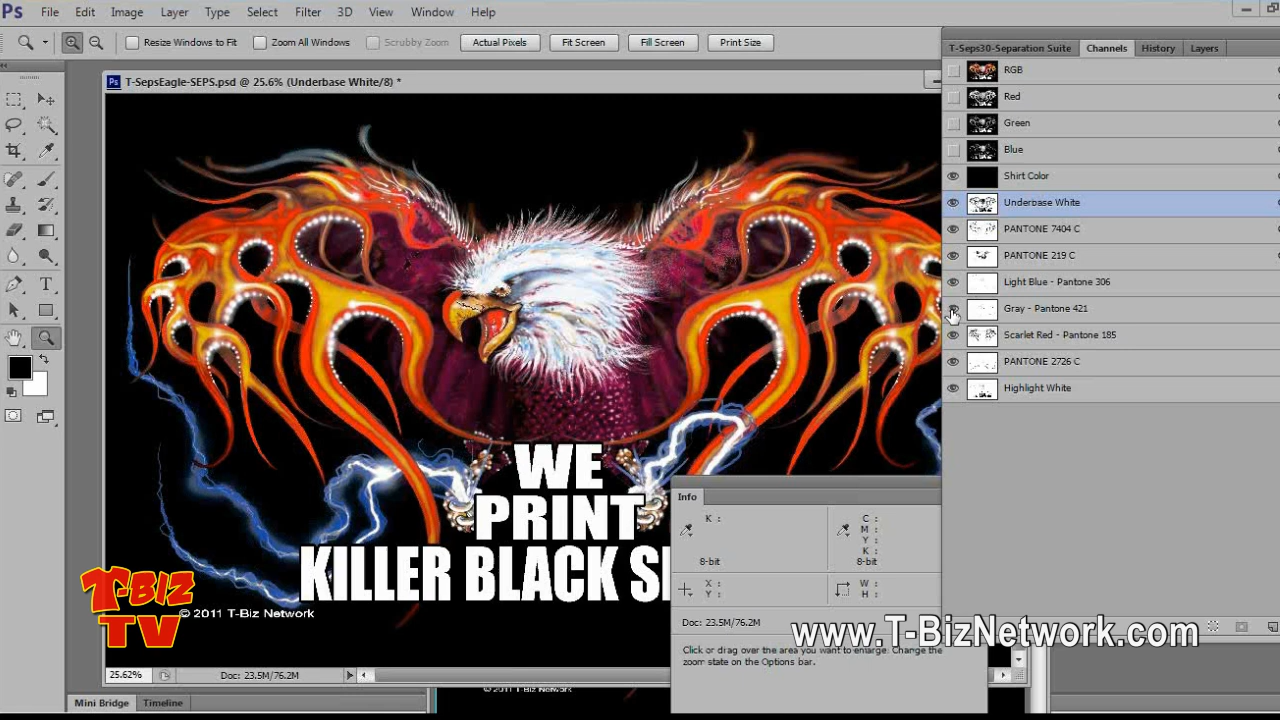 Ps File Edit Image Layer Type Select Filter 3D View Window Help
Resize Windows to Fit Zoom All Windows Scrubby Zoom Actual Pixels Fit Screen Fill Screen Print Size
T-Seps30-Separation Suite Channels History Layers
Ps T-SepsEagle-SEPS.psd @ 25.6% (Underbase White/8) *
RGB
Red
Green
Blue
Shirt Color
Underbase White
PANTONE 7404 C
PANTONE 219 C
Light Blue - Pantone 306
Gray - Pantone 421
Scarlet Red - Pantone 185
PANTONE 2726 C
Highlight White
WE
PRINT
KILLER BLACK
© 2011 T-Biz Network
T-BIZ
TV
Info
K :
8-bit
C :
M :
Y :
K :
8-bit
X :
Y :
W :
H :
Doc: 23.5M/76.2M
Click or drag over the area you want to enlarge. Change the
zoom state on the Options bar.
www.T-BizNetwork.com
25.62% Doc: 23.5M/76.2M
© 2011 T-Biz Network
Mini Bridge Timeline